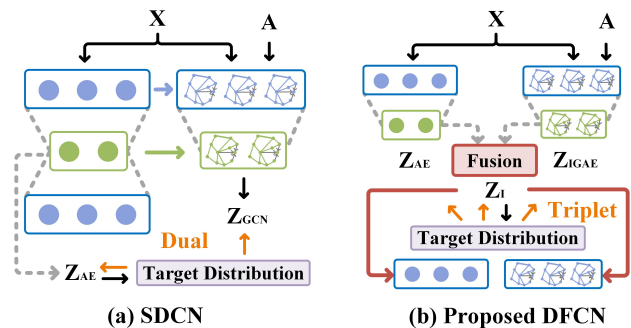 X
A
Z_GCN
Dual
Z_AE
Target Distribution
(a) SDCN
X
A
Z_AE
Fusion
Z_IGAE
Z_I
Triplet
Target Distribution
(b) Proposed DFCN